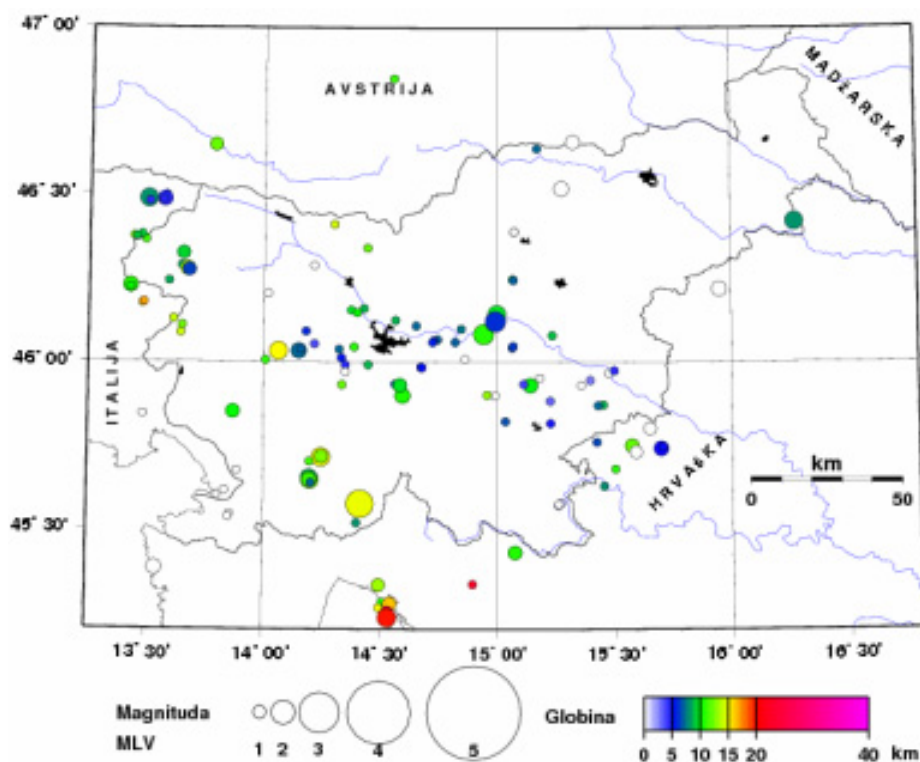 47° 00'
AVSTRIJA
MADžARSKA
46° 30'
46° 00'
ITALIJA
HRVAšKA
km
0 50
45° 30'
13° 30' 14° 00' 14° 30' 15° 00' 15° 30' 16° 00' 16° 30'
Magnituda
MLV
1 2 3 4 5
Globina
0 5 10 15 20 40 km